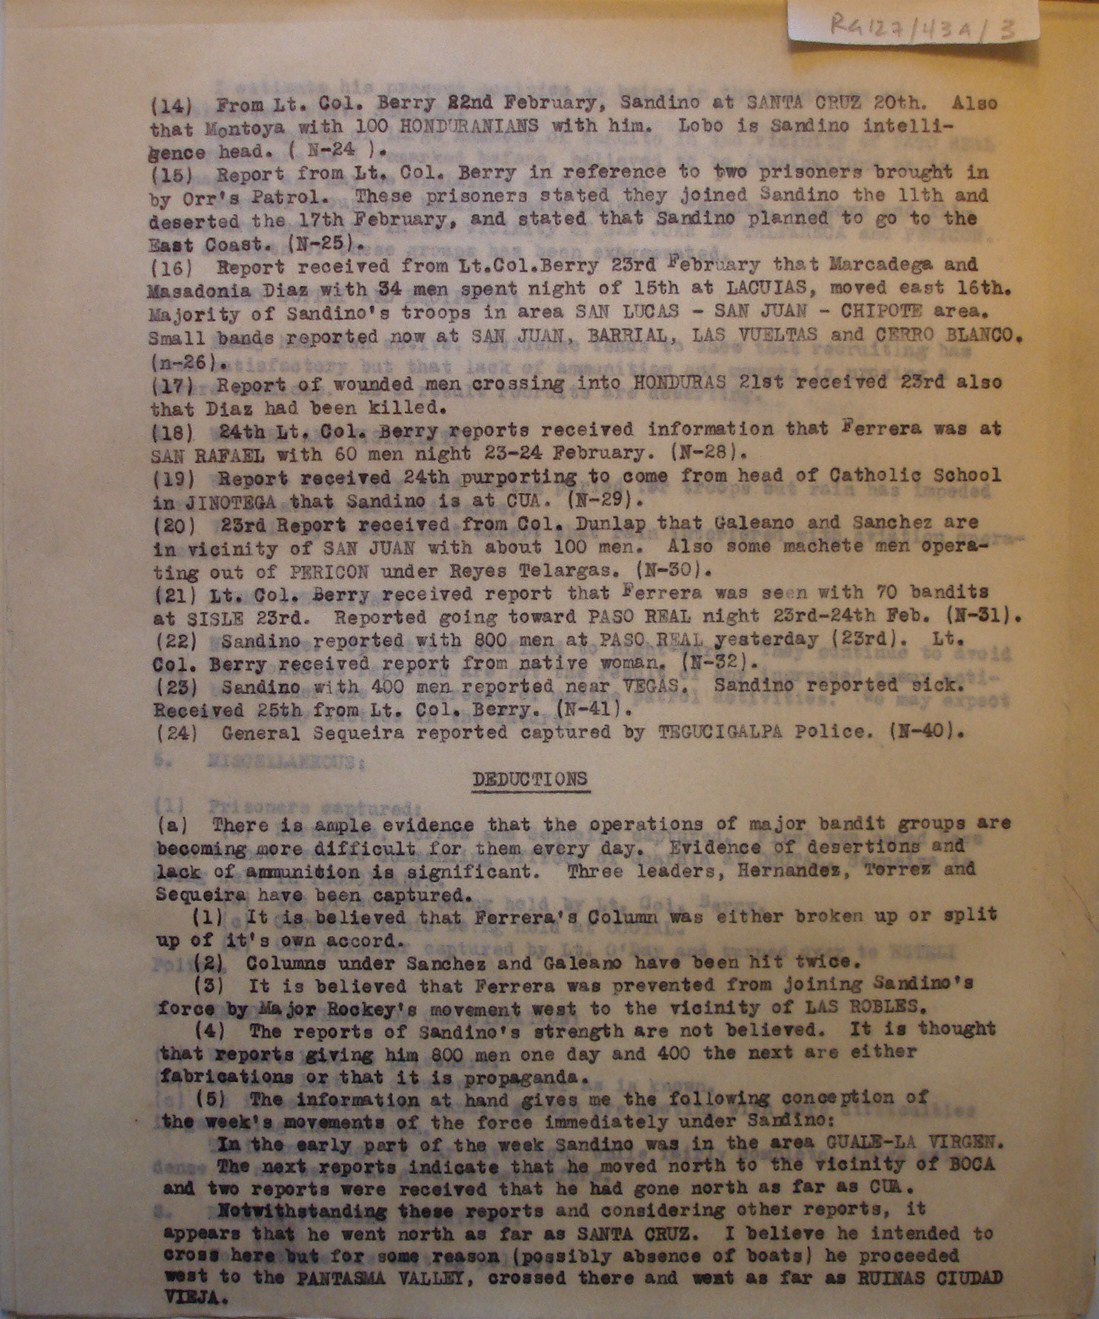 RG127/43A/3
(14) From Lt. Col. Berry 22nd February, Sandino at SANTA CRUZ 20th. Also
that Montoya with 100 HONDURANIANS with him. Lobo is Sandino intelli-
gence head. ( N-24 ).
(15) Report from Lt. Col. Berry in reference to two prisoners brought in
by Orr's Patrol. These prisoners stated they joined Sandino the 11th and
deserted the 17th February, and stated that Sandino planned to go to the
East Coast. (N-25).
(16) Report received from Lt.Col.Berry 23rd February that Marcadega and
Masadonia Diaz with 34 men spent night of 15th at LACUIAS, moved east 16th.
Majority of Sandino's troops in area SAN LUCAS - SAN JUAN - CHIPOTE area.
Small bands reported now at SAN JUAN, BARRIAL, LAS VUELTAS and CERRO BLANCO.
(n-26).
(17) Report of wounded men crossing into HONDURAS 21st received 23rd also
that Diaz had been killed.
(18) 24th Lt. Col. Berry reports received information that Ferrera was at
SAN RAFAEL with 60 men night 23-24 February. (N-28).
(19) Report received 24th purporting to come from head of Catholic School
in JINOTEGA that Sandino is at CUA. (N-29).
(20) 23rd Report received from Col. Dunlap that Galeano and Sanchez are
in vicinity of SAN JUAN with about 100 men. Also some machete men opera-
ting out of PERICON under Reyes Telargas. (N-30).
(21) Lt. Col. Berry received report that Ferrera was seen with 70 bandits
at SISLE 23rd. Reported going toward PASO REAL night 23rd-24th Feb. (N-31).
(22) Sandino reported with 800 men at PASO REAL yesterday (23rd). Lt.
Col. Berry received report from native woman. (N-32).
(23) Sandino with 400 men reported near VEGAS. Sandino reported sick.
Received 25th from Lt. Col. Berry. (N-41).
(24) General Sequeira reported captured by TEGUCIGALPA Police. (N-40).
DEDUCTIONS
(a) There is ample evidence that the operations of major bandit groups are
becoming more difficult for them every day. Evidence of desertions and
lack of ammunition is significant. Three leaders, Hernandez, Torrez and
Sequeira have been captured.
(1) It is believed that Ferrera's Column was either broken up or split
up of it's own accord.
(2) Columns under Sanchez and Galeano have been hit twice.
(3) It is believed that Ferrera was prevented from joining Sandino's
force by Major Rockey's movement west to the vicinity of LAS ROBLES.
(4) The reports of Sandino's strength are not believed. It is thought
that reports giving him 800 men one day and 400 the next are either
fabrications or that it is propaganda.
(5) The information at hand gives me the following conception of
the week's movements of the force immediately under Sandino:
In the early part of the week Sandino was in the area GUALE-LA VIRGEN.
The next reports indicate that he moved north to the vicinity of BOCA
and two reports were received that he had gone north as far as CUA.
Notwithstanding these reports and considering other reports, it
appears that he went north as far as SANTA CRUZ. I believe he intended to
cross here but for some reason (possibly absence of boats) he proceeded
west to the PANTASMA VALLEY, crossed there and went as far as RUINAS CIUDAD
VIEJA.